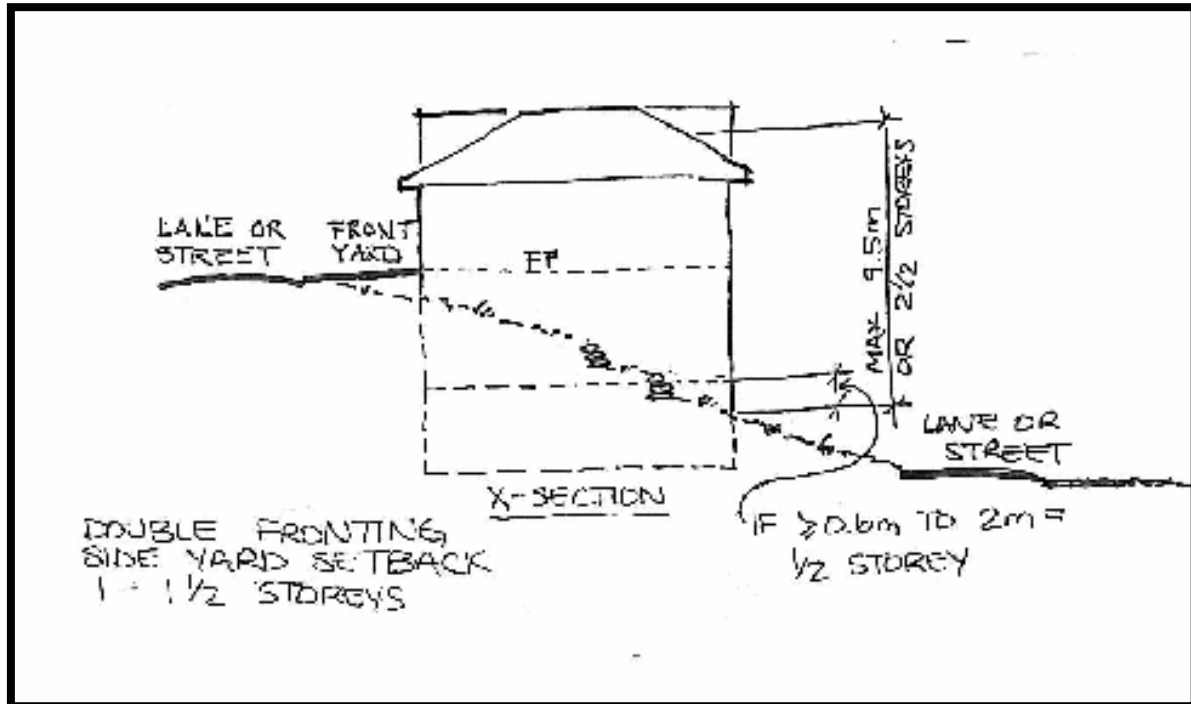 LANE OR
STREET
FRONT
YARD
MAX 9.5m
OR 2 1/2 STOREYS
LANE OR
STREET
X-SECTION
IF ≥0.6m TO 2m =
1/2 STOREY
DOUBLE FRONTING
SIDE YARD SETBACK
1 - 1 1/2 STOREYS